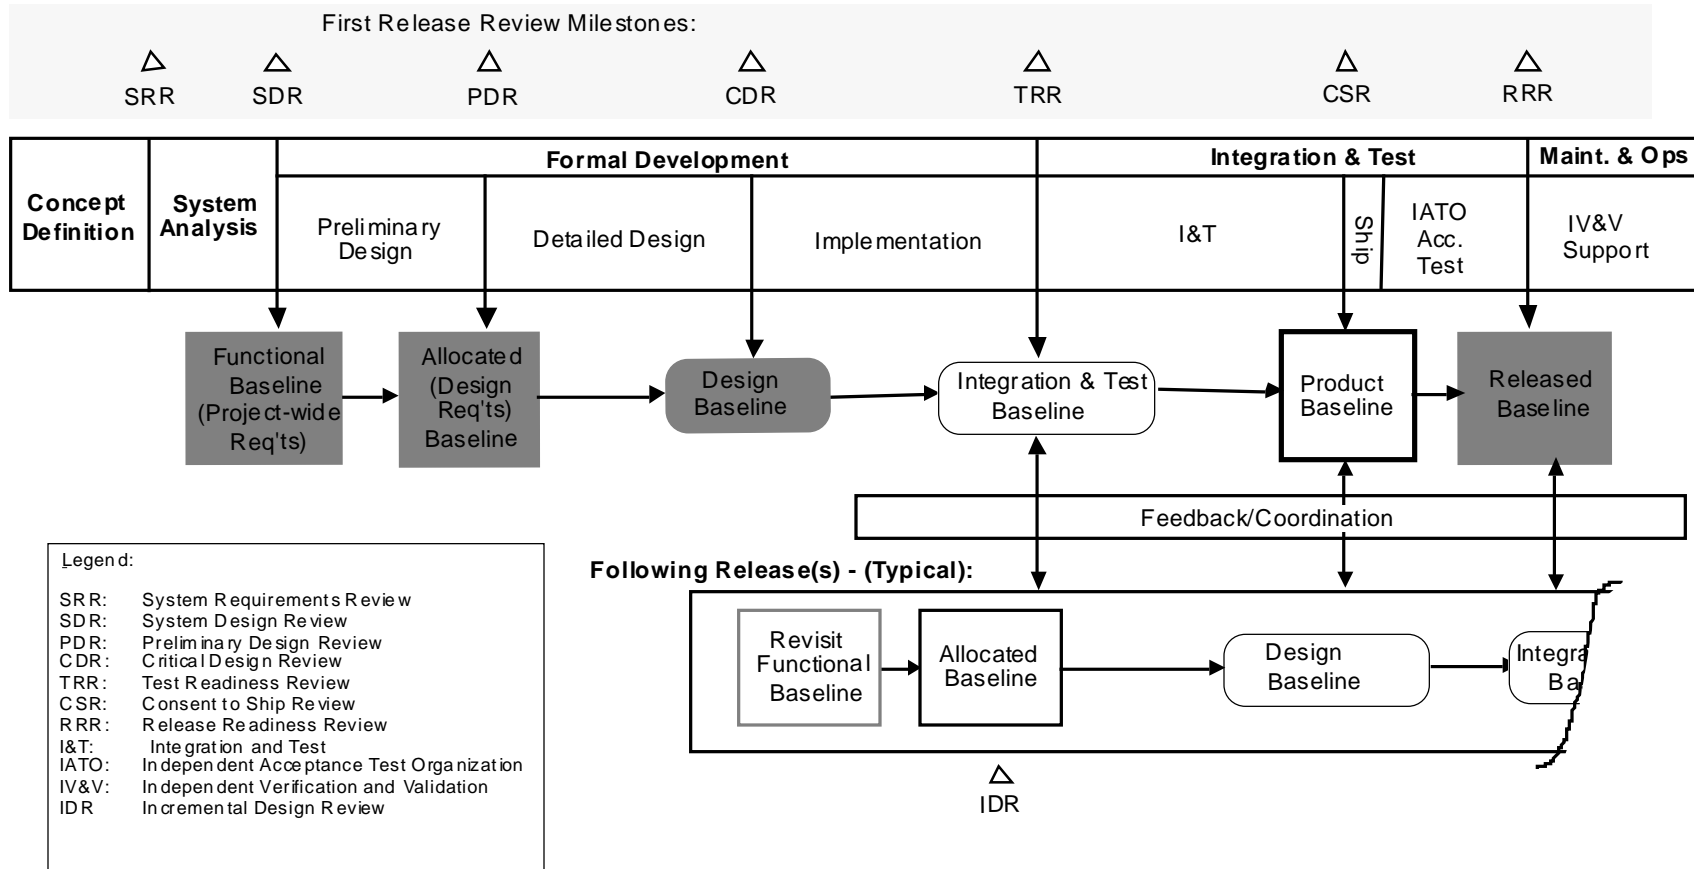 First Release Review Milestones:
SRR
SDR
PDR
CDR
TRR
CSR
RRR
Formal Development
Integration & Test
Maint. & Ops
Concept
Definition
System
Analysis
Preliminary
Design
Detailed Design
Implementation
I&T
Ship
IATO
Acc.
Test
IV&V
Support
Functional
Baseline
(Project-wide
Req'ts)
Allocated
(Design
Req'ts)
Baseline
Design
Baseline
Integration & Test
Baseline
Product
Baseline
Released
Baseline
Feedback/Coordination
Following Release(s) - (Typical):
Revisit
Functional
Baseline
Allocated
Baseline
Design
Baseline
Integra
Ba
IDR
Legend:
SRR: System Requirements Review
SDR: System Design Review
PDR: Preliminary Design Review
CDR: Critical Design Review
TRR: Test Readiness Review
CSR: Consent to Ship Review
RRR: Release Readiness Review
I&T: Integration and Test
IATO: Independent Acceptance Test Organization
IV&V: Independent Verification and Validation
IDR Incremental Design Review